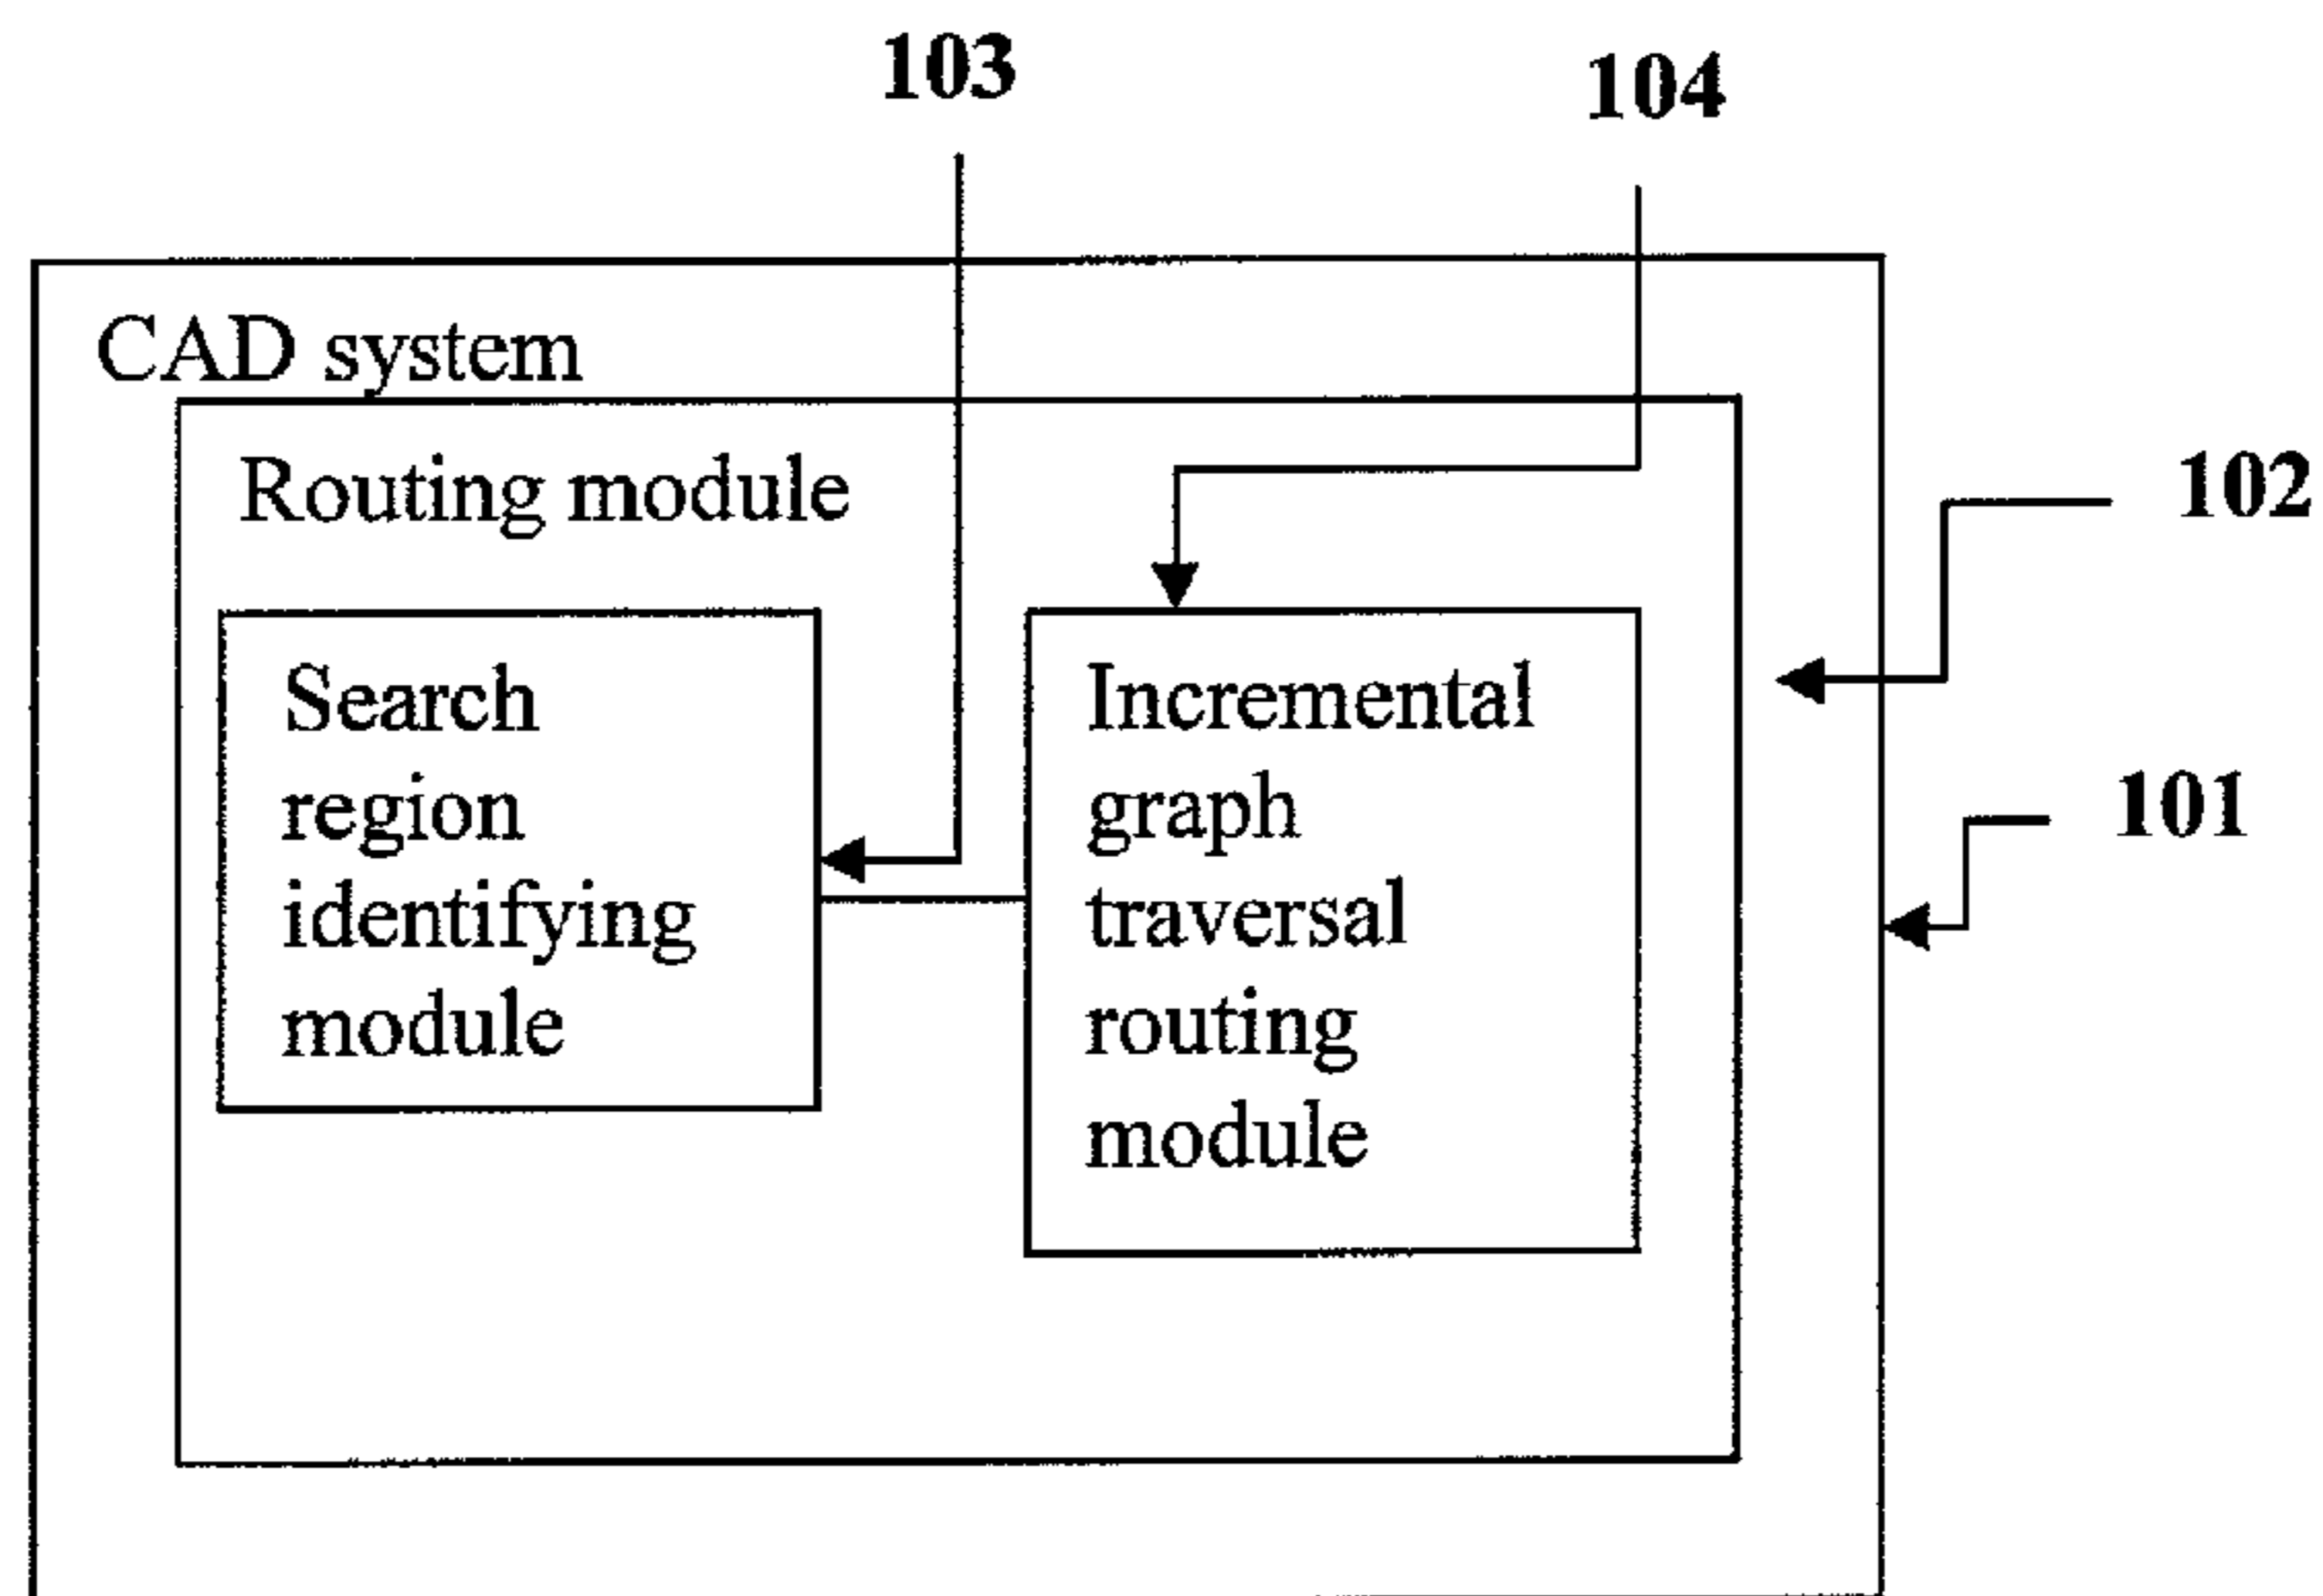 103
104
CAD system
Routing module
102
Search
region
identifying
module
Incremental
graph
traversal
routing
module
101